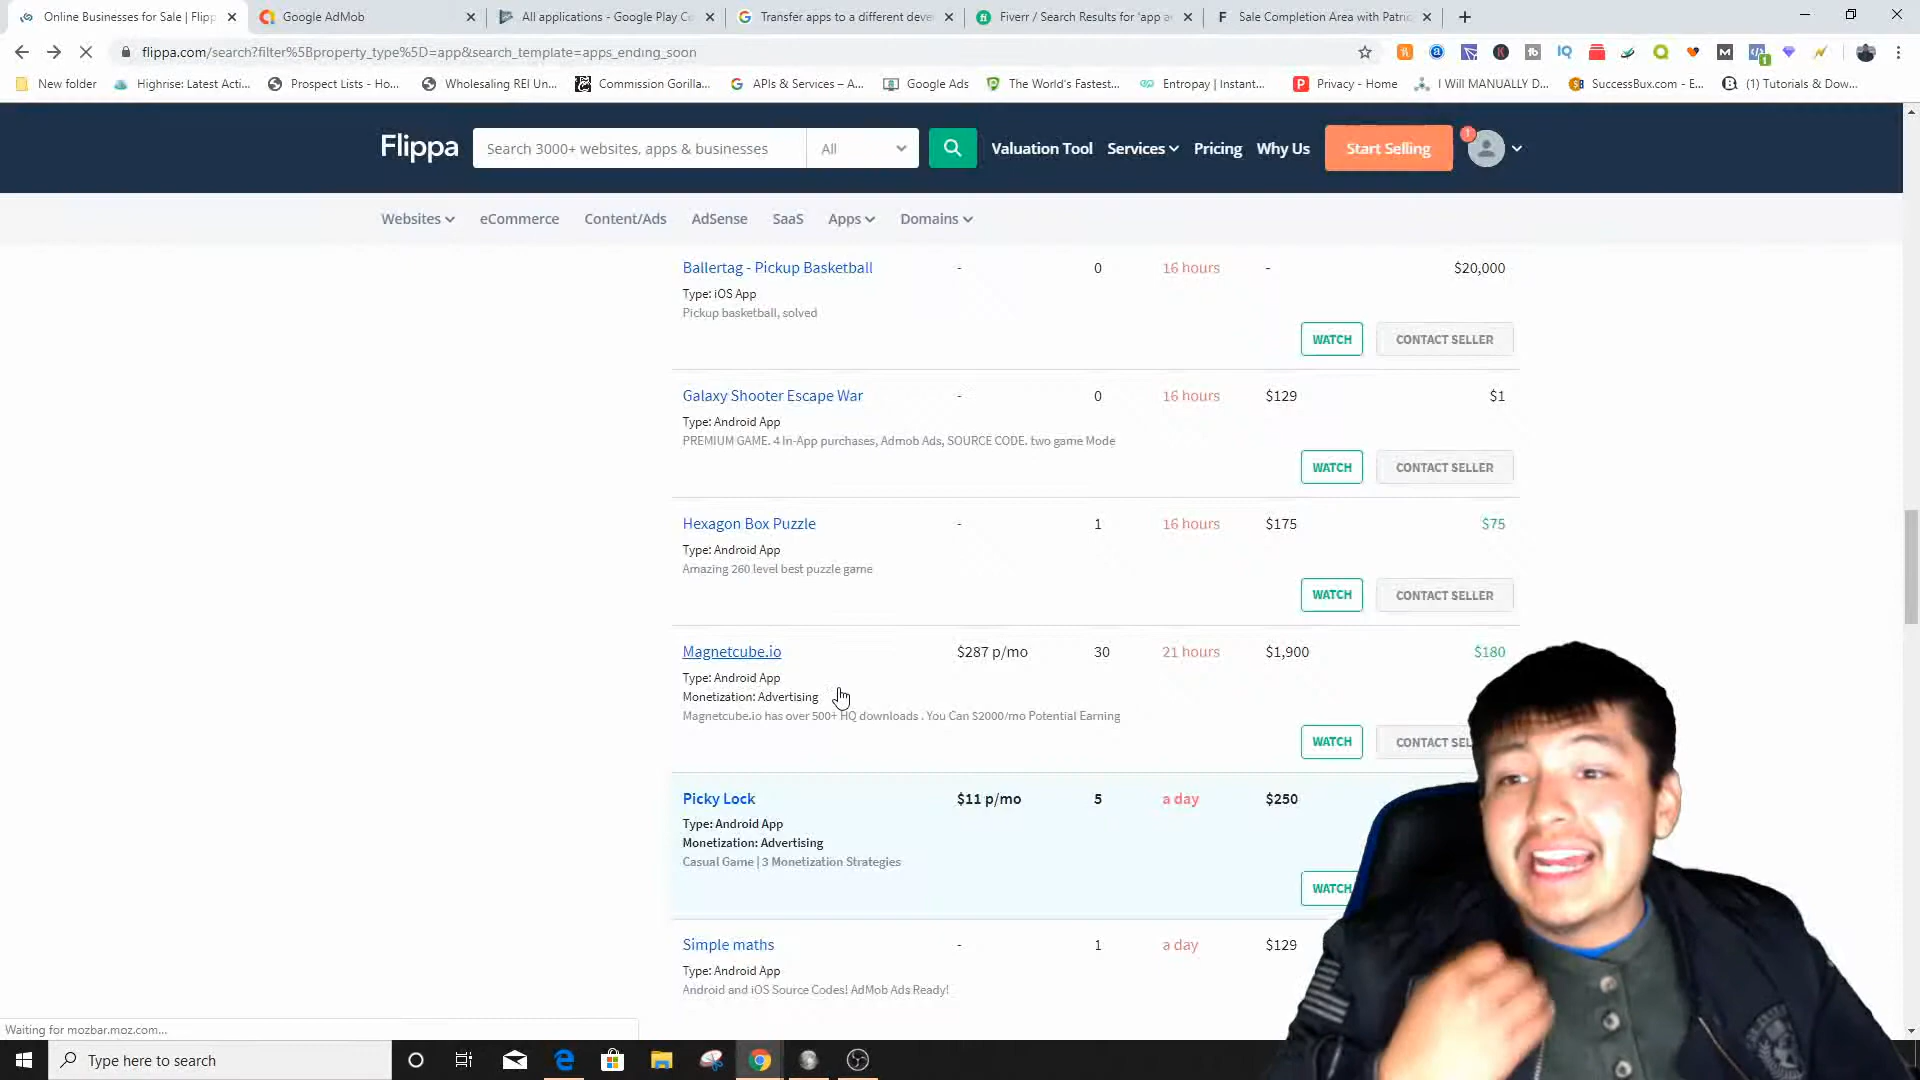 Online Businesses for Sale | Flipp
Google AdMob
All applications - Google Play Co
Transfer apps to a different deve
Fiverr / Search Results for 'app a
Sale Completion Area with Patric
flippa.com/search?filter%5Bproperty_type%5D=app&search_template=apps_ending_soon
New folder
Highrise: Latest Acti...
Prospect Lists - Ho...
Wholesaling REI Un...
Commission Gorilla...
APIs & Services – A...
Google Ads
The World's Fastest...
Entropay | Instant...
Privacy - Home
I Will MANUALLY D...
SuccessBux.com - E...
(1) Tutorials & Dow...
Flippa
Search 3000+ websites, apps & businesses
All
Valuation Tool
Services
Pricing
Why Us
Start Selling
1
Websites
eCommerce
Content/Ads
AdSense
SaaS
Apps
Domains
Ballertag - Pickup Basketball - 0 16 hours - $20,000
Type: iOS App
Pickup basketball, solved
WATCH CONTACT SELLER
Galaxy Shooter Escape War - 0 16 hours $129 $1
Type: Android App
PREMIUM GAME. 4 In-App purchases, Admob Ads, SOURCE CODE. two game Mode
WATCH CONTACT SELLER
Hexagon Box Puzzle - 1 16 hours $175 $75
Type: Android App
Amazing 260 level best puzzle game
WATCH CONTACT SELLER
Magnetcube.io $287 p/mo 30 21 hours $1,900 $180
Type: Android App
Monetization: Advertising
Magnetcube.io has over 500+ HQ downloads . You Can $2000/mo Potential Earning
WATCH CONTACT SEL
Picky Lock $11 p/mo 5 a day $250
Type: Android App
Monetization: Advertising
Casual Game | 3 Monetization Strategies
WATCH
Simple maths - 1 a day $129
Type: Android App
Android and iOS Source Codes! AdMob Ads Ready!
Waiting for mozbar.moz.com...
Type here to search